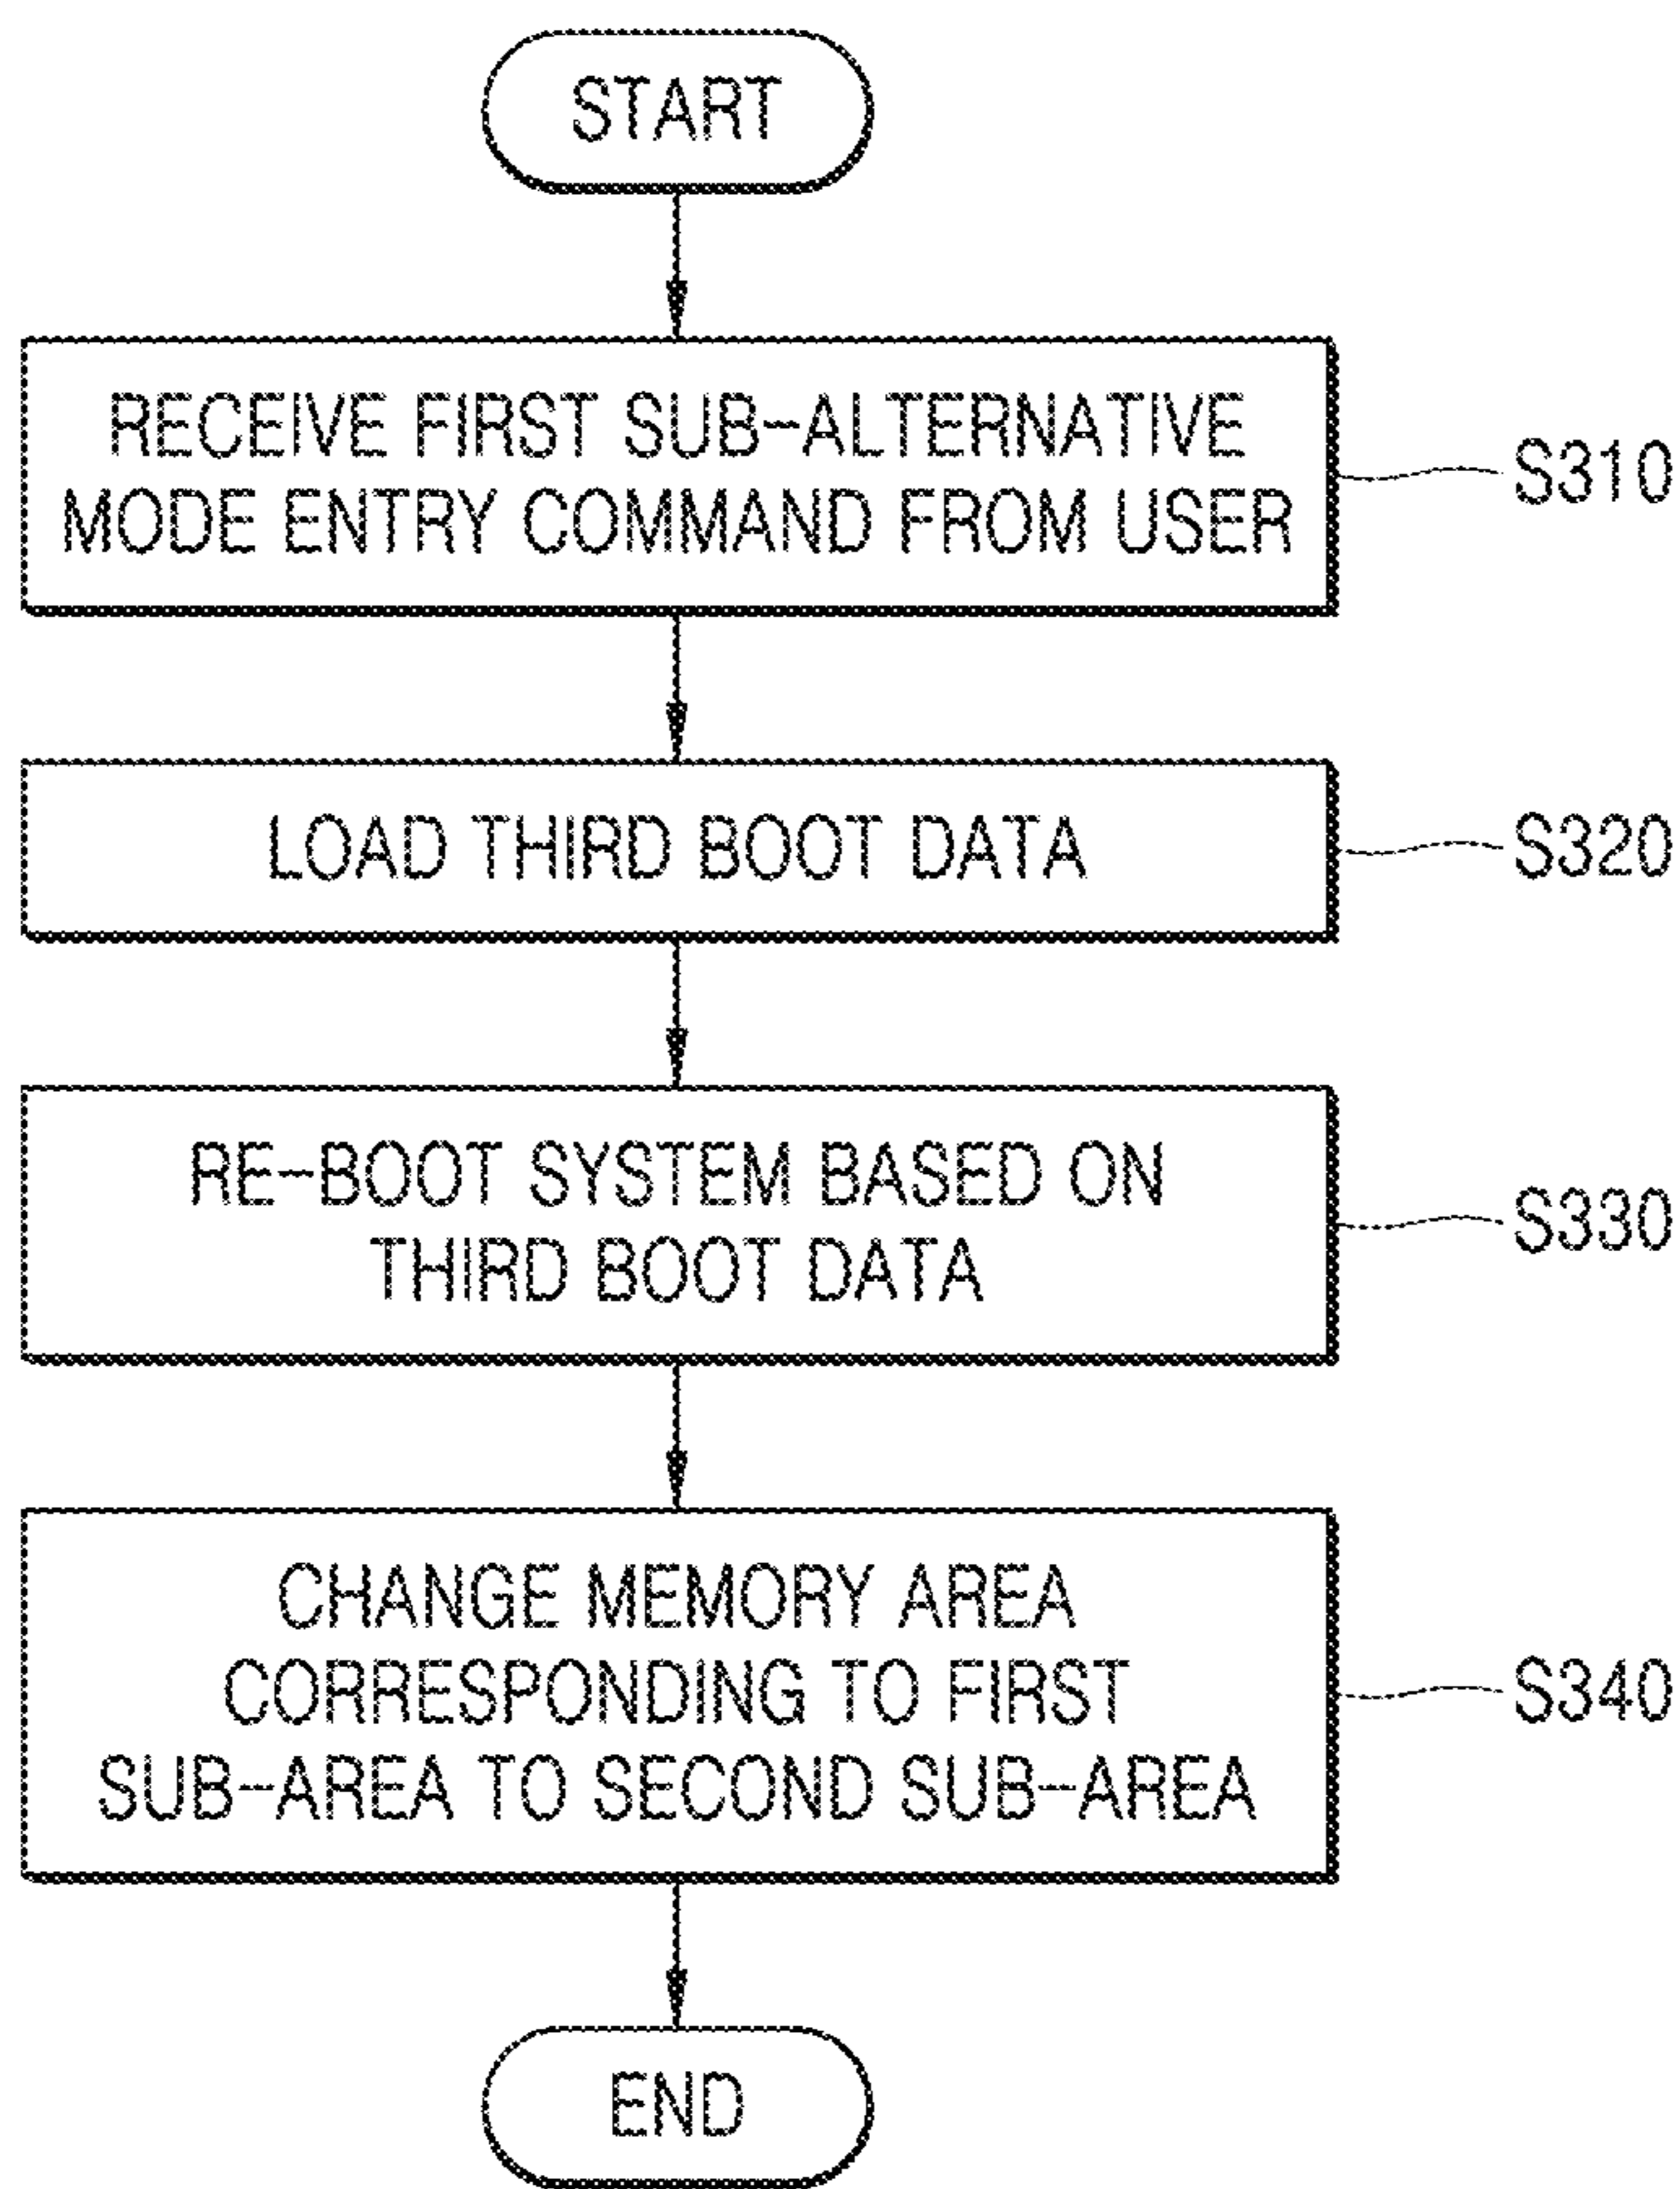 START
RECEIVE FIRST SUB-ALTERNATIVE
MODE ENTRY COMMAND FROM USER
S310
LOAD THIRD BOOT DATA
S320
RE-BOOT SYSTEM BASED ON
THIRD BOOT DATA
S330
CHANGE MEMORY AREA
CORRESPONDING TO FIRST
SUB-AREA TO SECOND SUB-AREA
S340
END